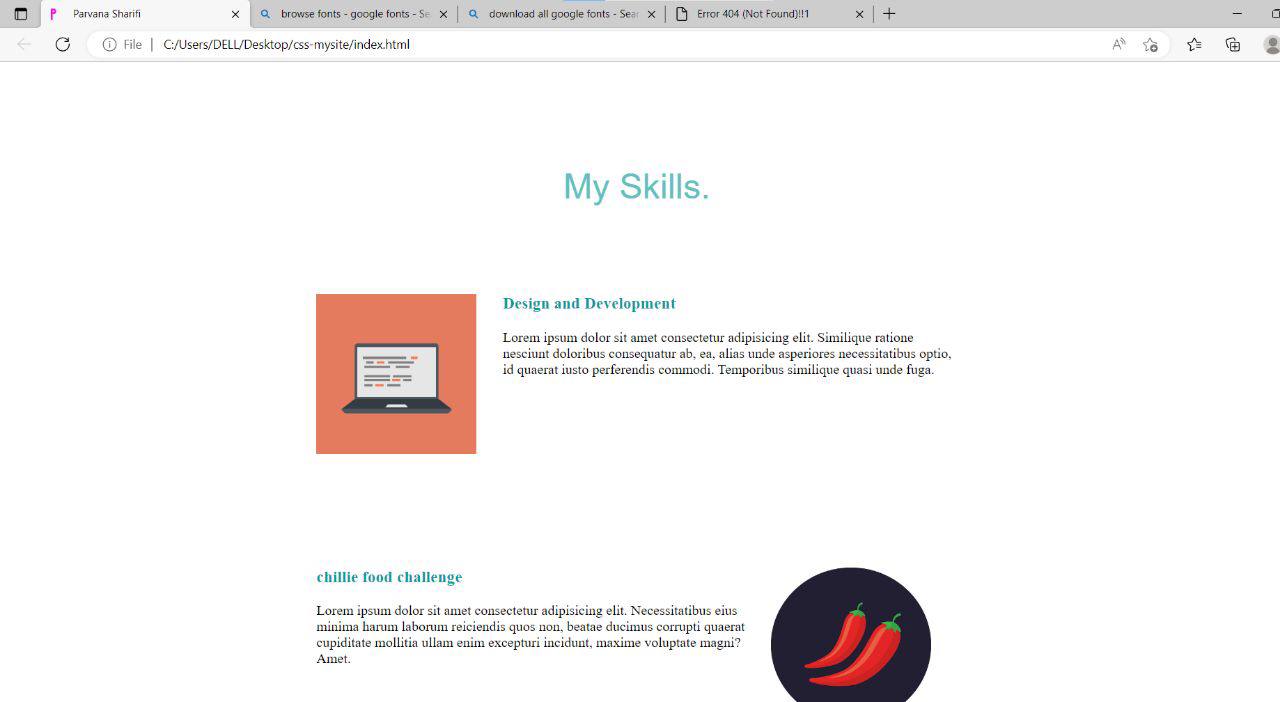 Parvana Sharifi
browse fonts - google fonts - Se
download all google fonts - Sear
Error 404 (Not Found)!!1
File | C:/Users/DELL/Desktop/css-mysite/index.html
My Skills.
Design and Development
Lorem ipsum dolor sit amet consectetur adipisicing elit. Similique ratione
nesciunt doloribus consequatur ab, ea, alias unde asperiores necessitatibus optio,
id quaerat iusto perferendis commodi. Temporibus similique quasi unde fuga.
chillie food challenge
Lorem ipsum dolor sit amet consectetur adipisicing elit. Necessitatibus eius
minima harum laborum reiciendis quos non, beatae ducimus corrupti quaerat
cupiditate mollitia ullam enim excepturi incidunt, maxime voluptate magni?
Amet.